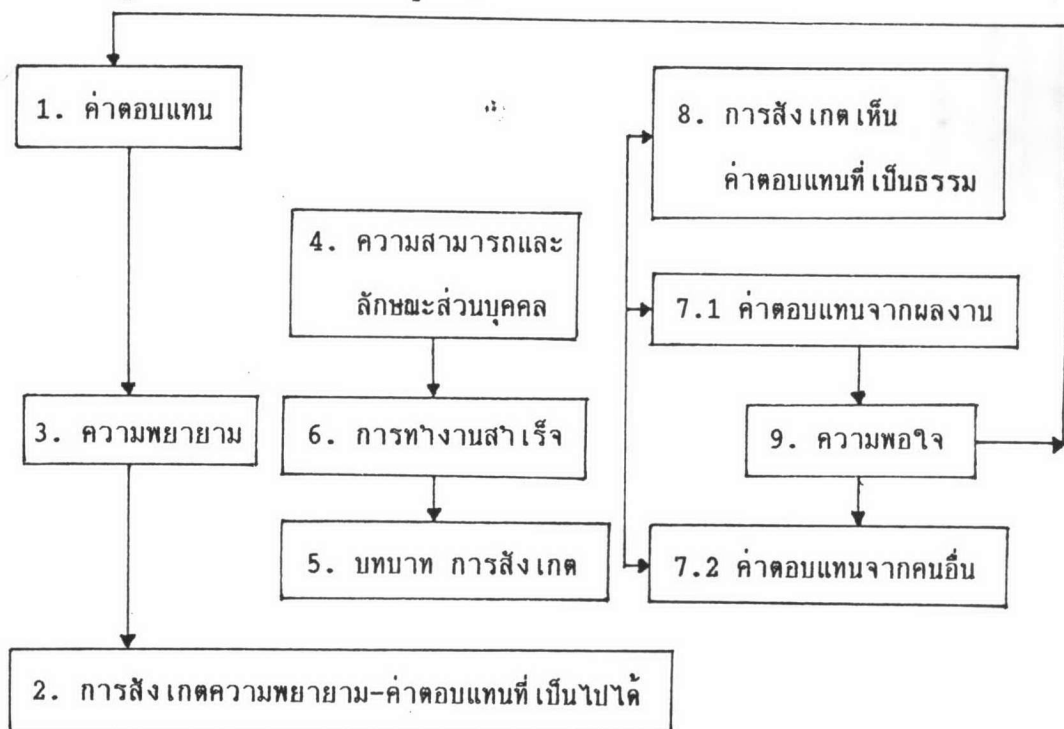 1. ค่าตอบแทน
8. การสังเกตเห็น
ค่าตอบแทนที่เป็นธรรม
4. ความสามารถและ
ลักษณะส่วนบุคคล
7.1 ค่าตอบแทนจากผลงาน
3. ความพยายาม
6. การทำงานสำเร็จ
9. ความพอใจ
5. บทบาท การสังเกต
7.2 ค่าตอบแทนจากคนอื่น
2. การสังเกตความพยายาม-ค่าตอบแทนที่เป็นไปได้